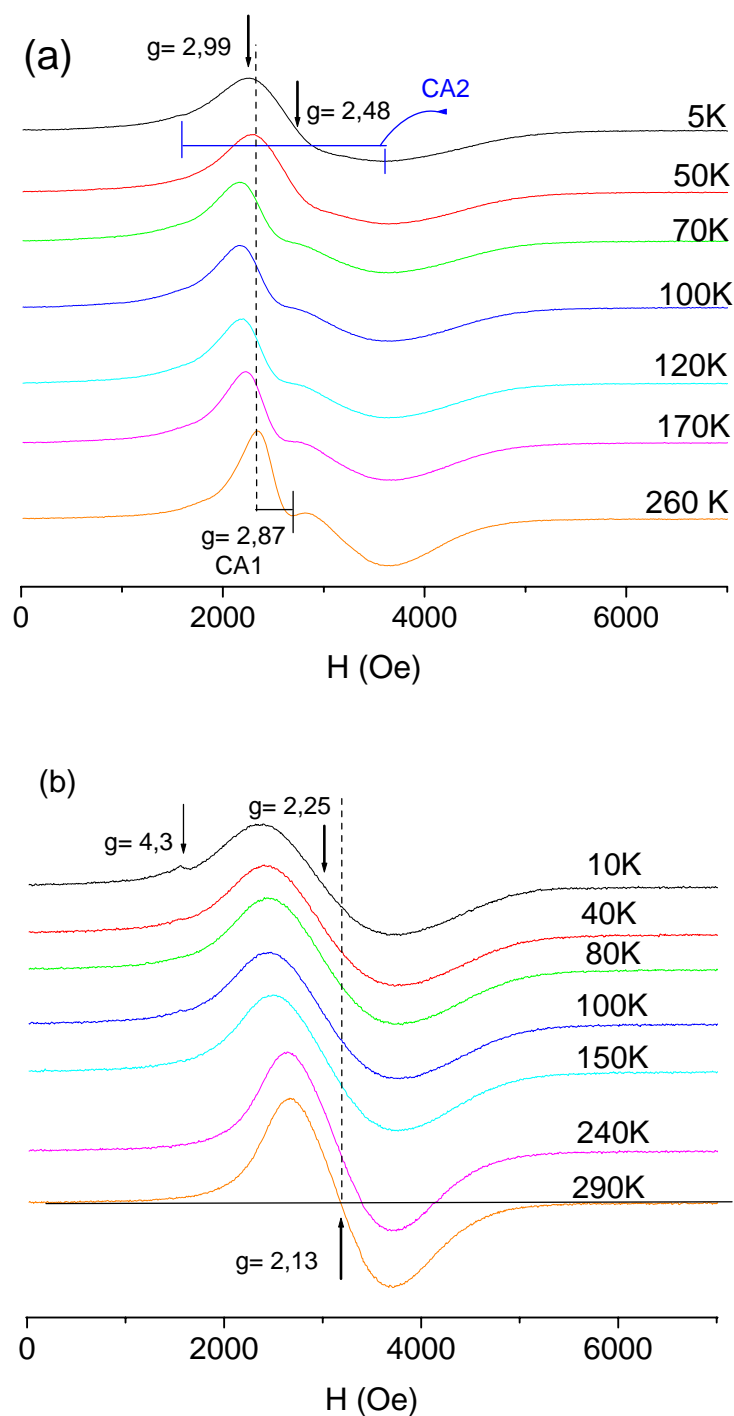 (a)
g= 2,99
g= 2,48
CA2
5K
50K
70K
100K
120K
170K
260 K
g= 2,87
CA1
0 2000 4000 6000
H (Oe)
(b)
g= 4,3
g= 2,25
10K
40K
80K
100K
150K
240K
290K
g= 2,13
0 2000 4000 6000
H (Oe)